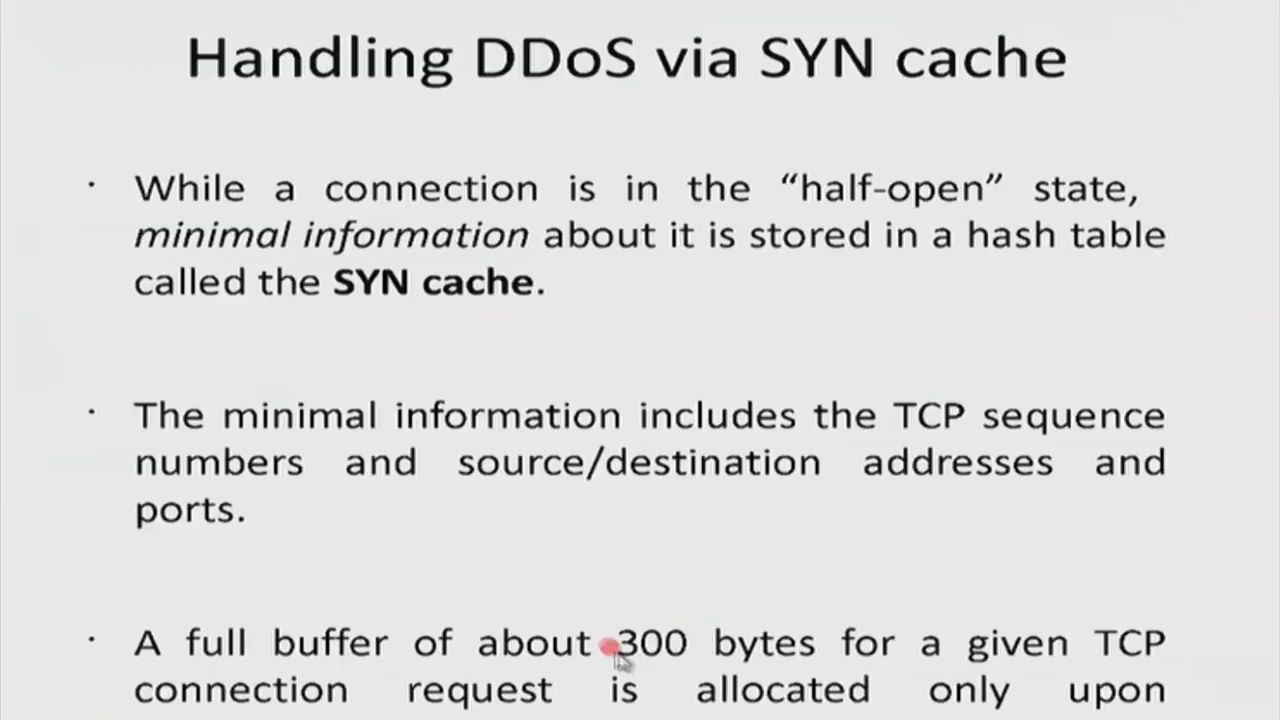 Handling DDoS via SYN cache
· While a connection is in the “half-open” state,
minimal information about it is stored in a hash table
called the SYN cache.
· The minimal information includes the TCP sequence
numbers and source/destination addresses and
ports.
· A full buffer of about 300 bytes for a given TCP
connection request is allocated only upon